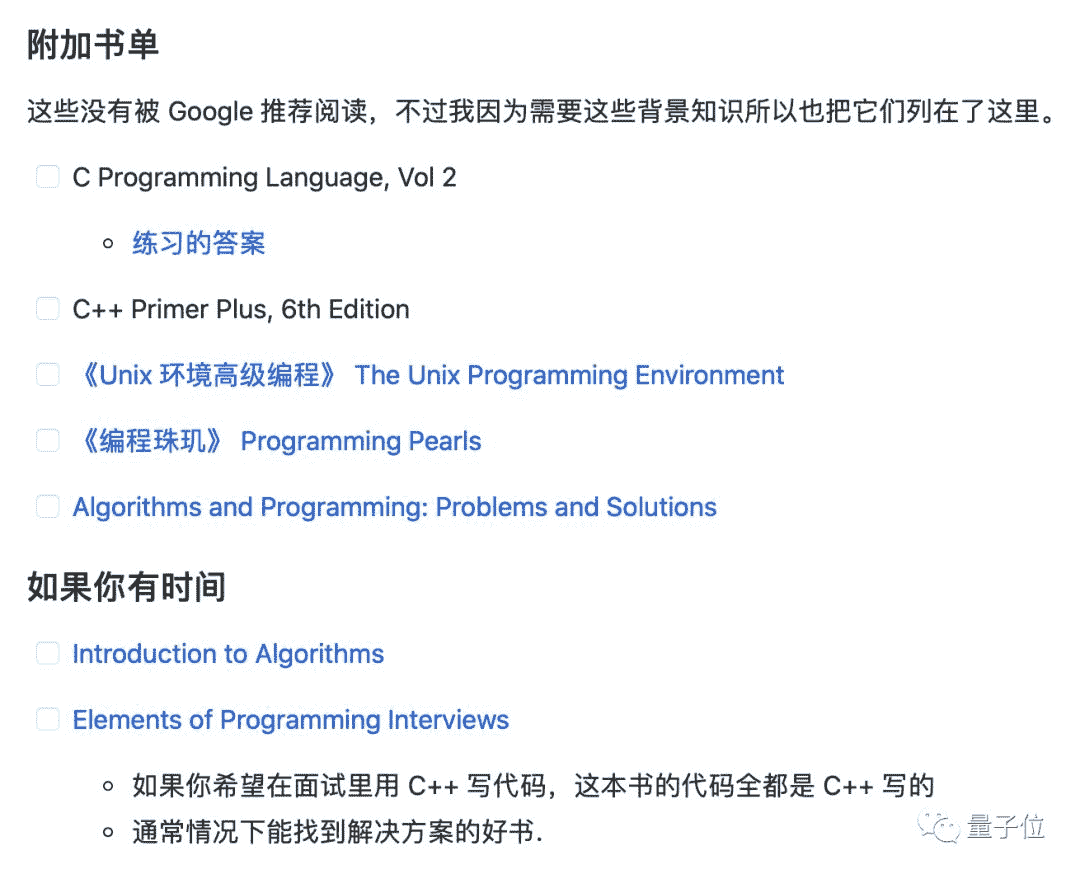 附加书单
这些没有被 Google 推荐阅读，不过我因为需要这些背景知识所以也把它们列在了这里。
C Programming Language, Vol 2
练习的答案
C++ Primer Plus, 6th Edition
《Unix 环境高级编程》 The Unix Programming Environment
《编程珠玑》 Programming Pearls
Algorithms and Programming: Problems and Solutions
如果你有时间
Introduction to Algorithms
Elements of Programming Interviews
如果你希望在面试里用 C++ 写代码，这本书的代码全都是 C++ 写的
通常情况下能找到解决方案的好书.
量子位